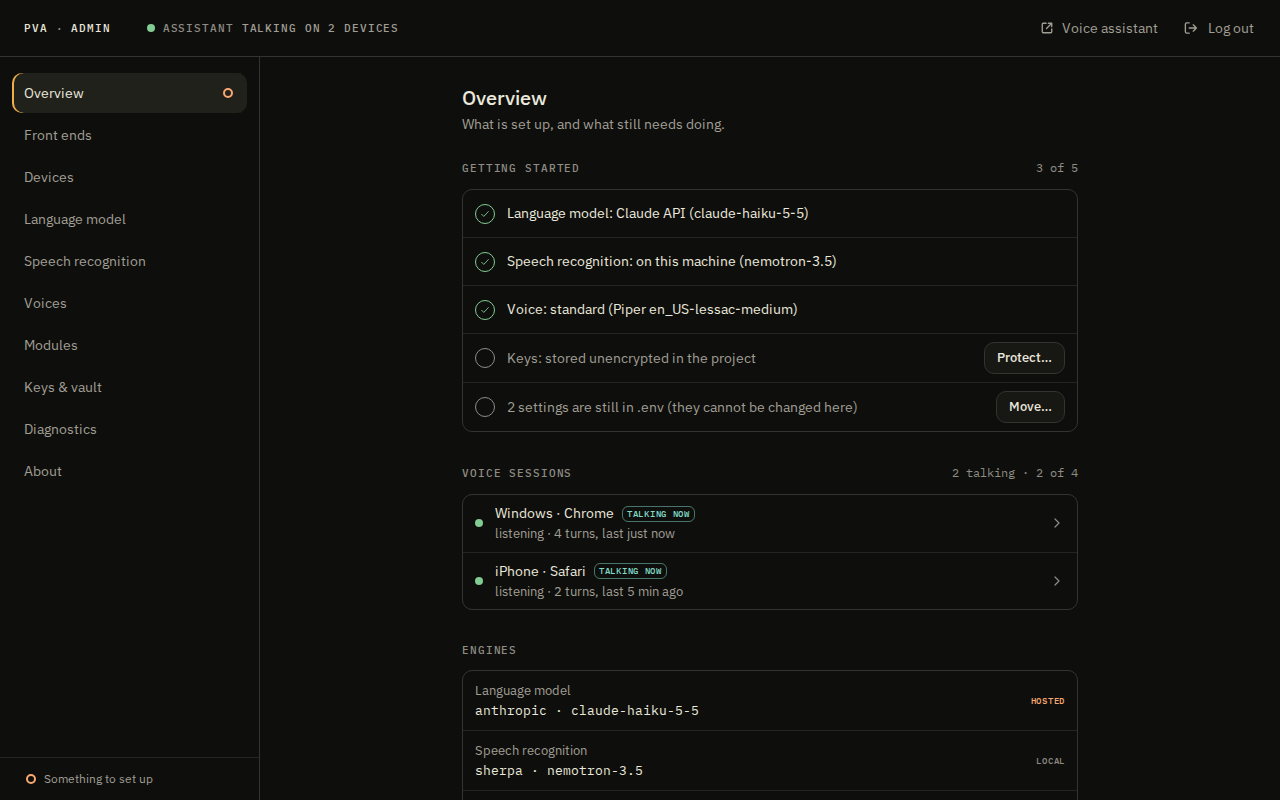 PVA · ADMIN
ASSISTANT TALKING ON 2 DEVICES
Voice assistant
Log out
Overview
Front ends
Devices
Language model
Speech recognition
Voices
Modules
Keys & vault
Diagnostics
About
Something to set up
Overview
What is set up, and what still needs doing.
GETTING STARTED
3 of 5
Language model: Claude API (claude-haiku-5-5)
Speech recognition: on this machine (nemotron-3.5)
Voice: standard (Piper en_US-lessac-medium)
Keys: stored unencrypted in the project
Protect...
2 settings are still in .env (they cannot be changed here)
Move...
VOICE SESSIONS
2 talking · 2 of 4
Windows · Chrome TALKING NOW
listening · 4 turns, last just now
iPhone · Safari TALKING NOW
listening · 2 turns, last 5 min ago
ENGINES
Language model
anthropic · claude-haiku-5-5
HOSTED
Speech recognition
sherpa · nemotron-3.5
LOCAL